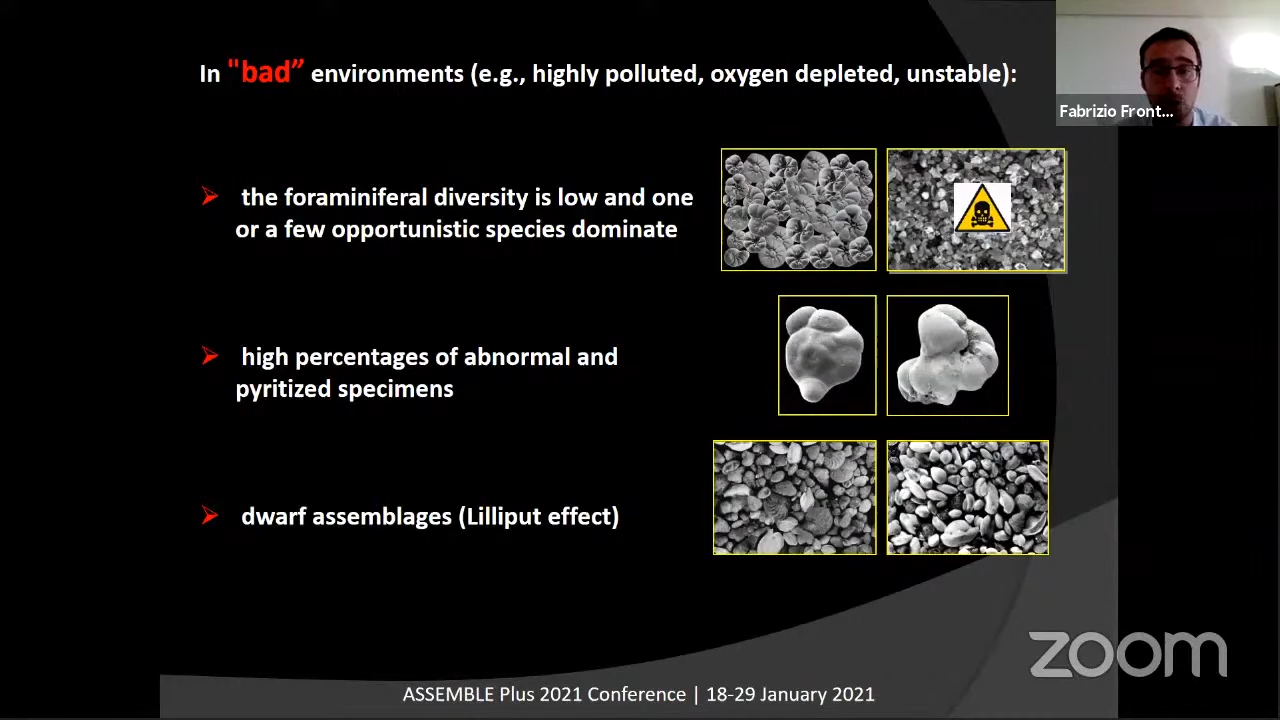 In "bad” environments (e.g., highly polluted, oxygen depleted, unstable):
Fabrizio Front...
➢ the foraminiferal diversity is low and one
or a few opportunistic species dominate
➢ high percentages of abnormal and
pyritized specimens
➢ dwarf assemblages (Lilliput effect)
zoom
ASSEMBLE Plus 2021 Conference | 18-29 January 2021